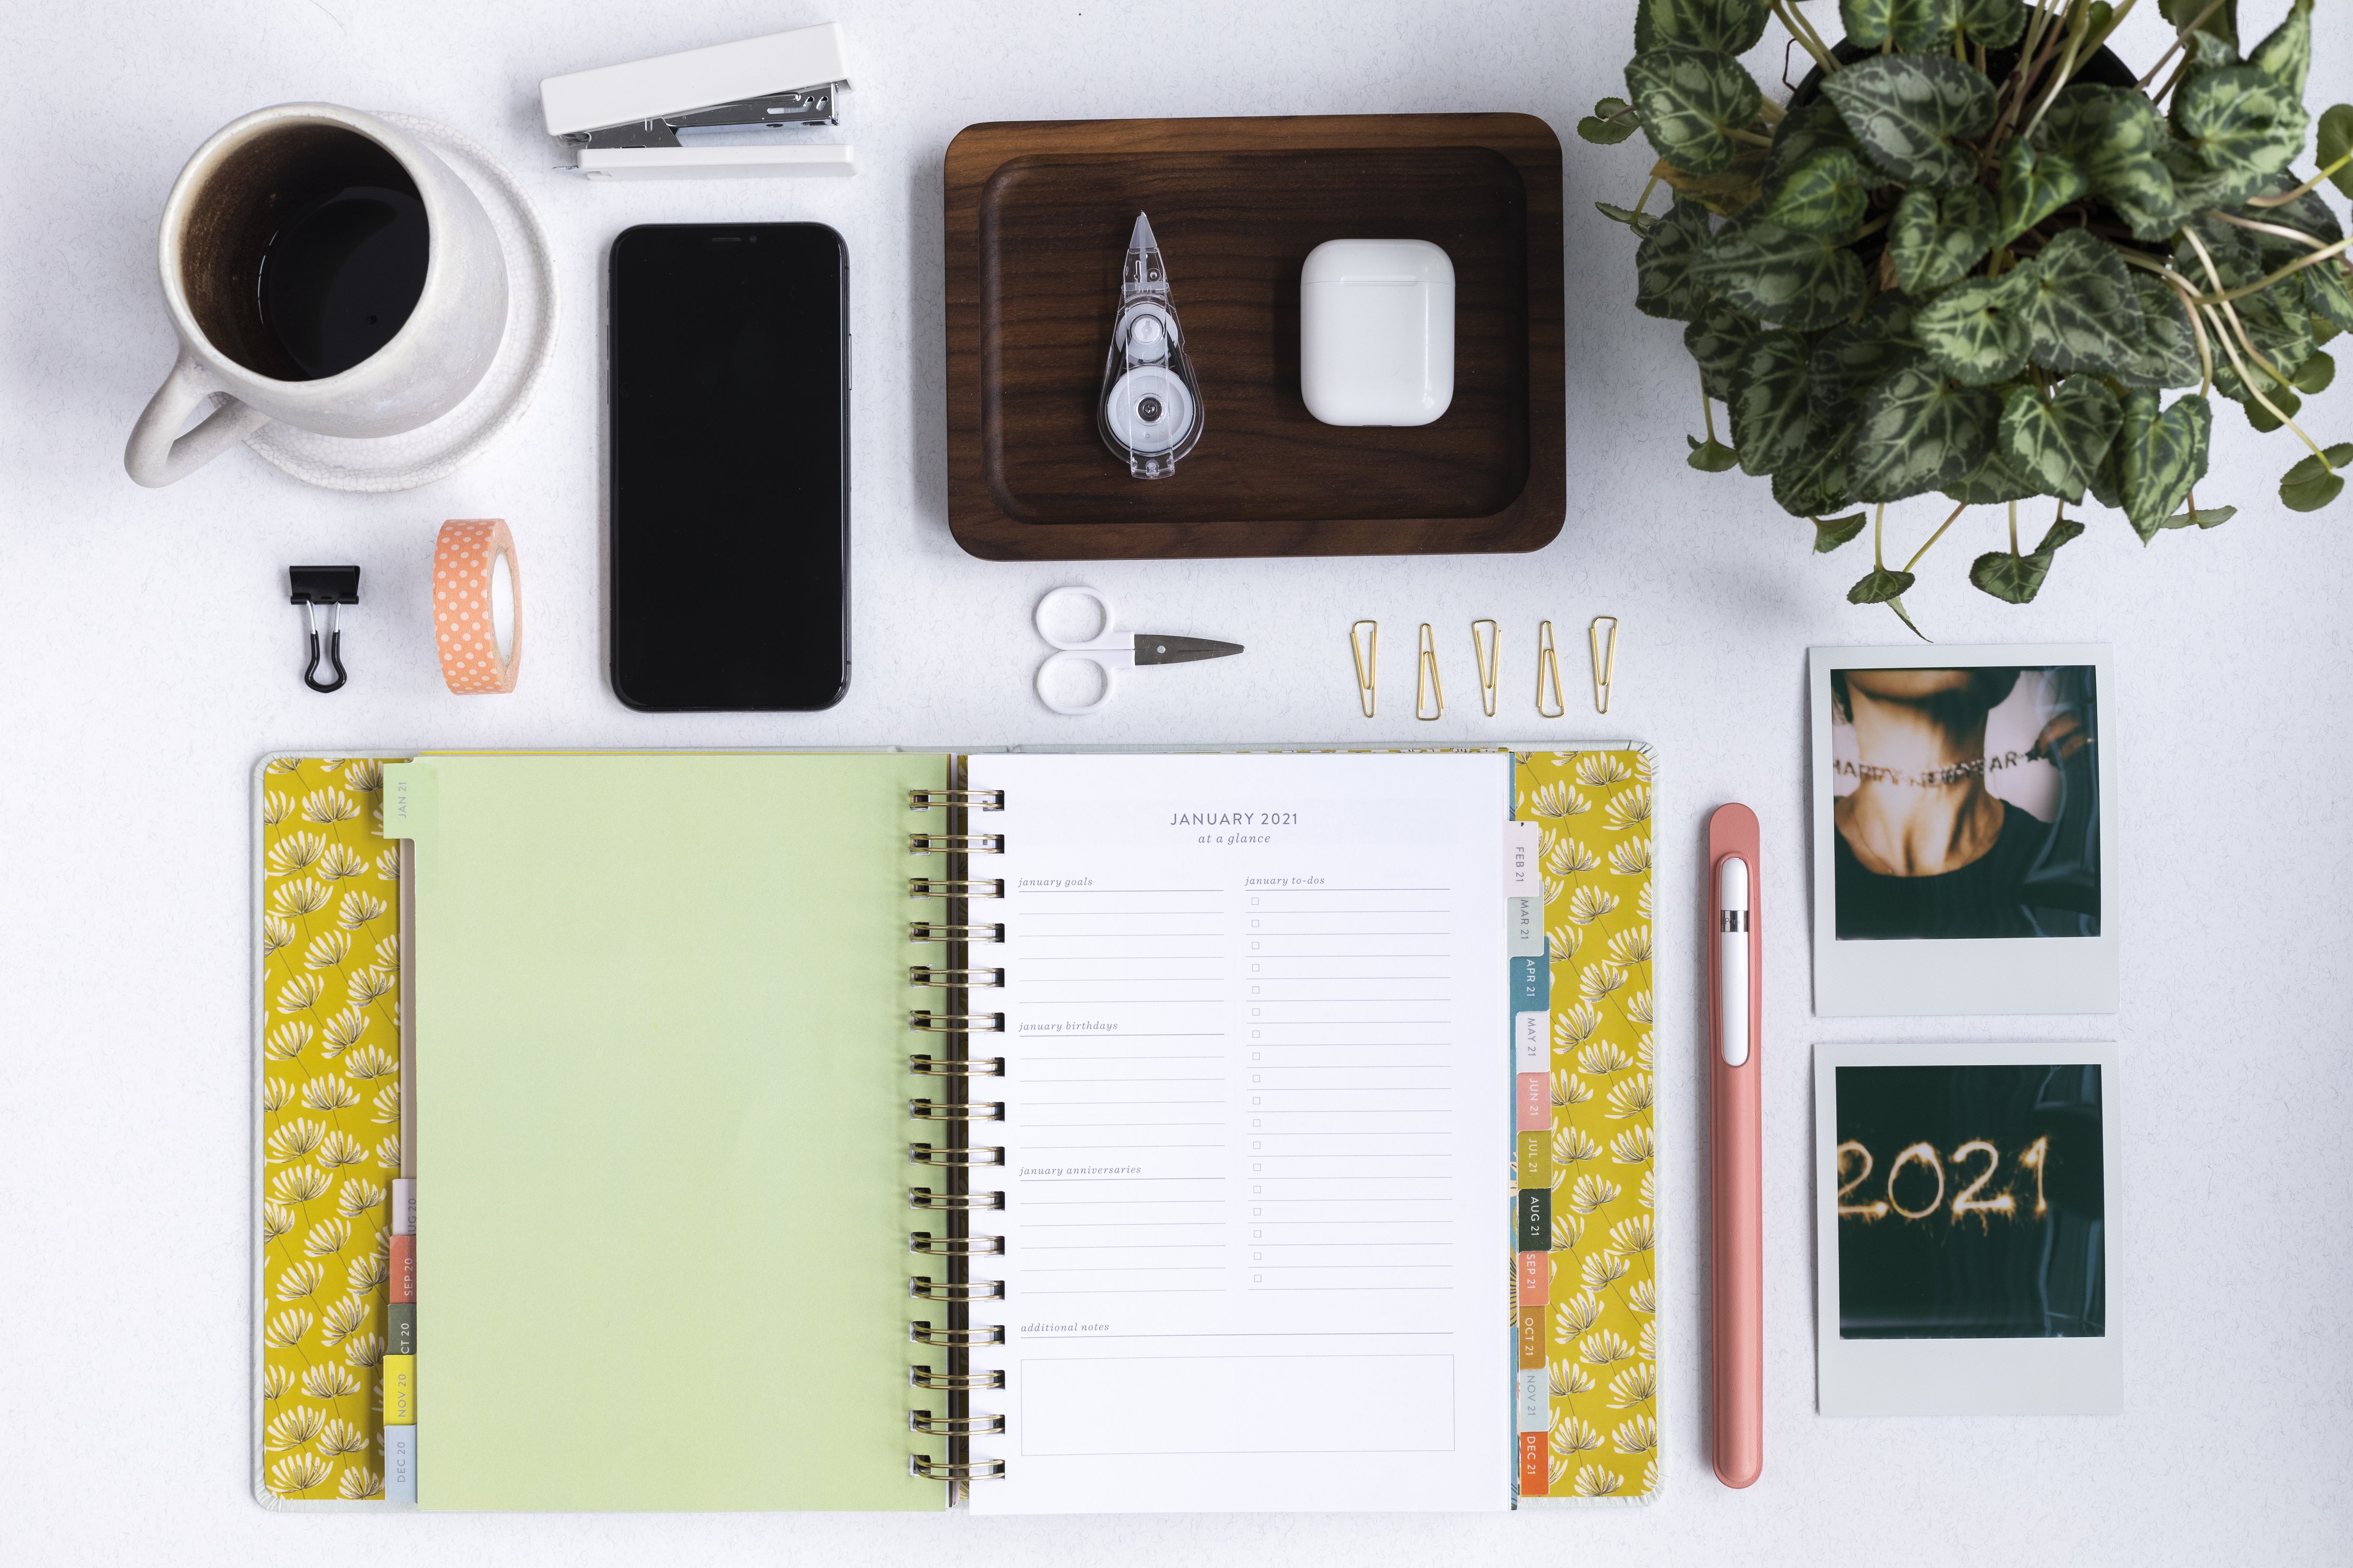 HAPPY NEW YEAR
JAN 21
JANUARY 2021
at a glance
january goals
january to-dos
january birthdays
january anniversaries
additional notes
FEB 21
MAR 21
APR 21
MAY 21
JUN 21
JUL 21
AUG 21
SEP 21
OCT 21
NOV 21
DEC 21
UG 20
SEP 20
CT 20
NOV 20
DEC 20
2021